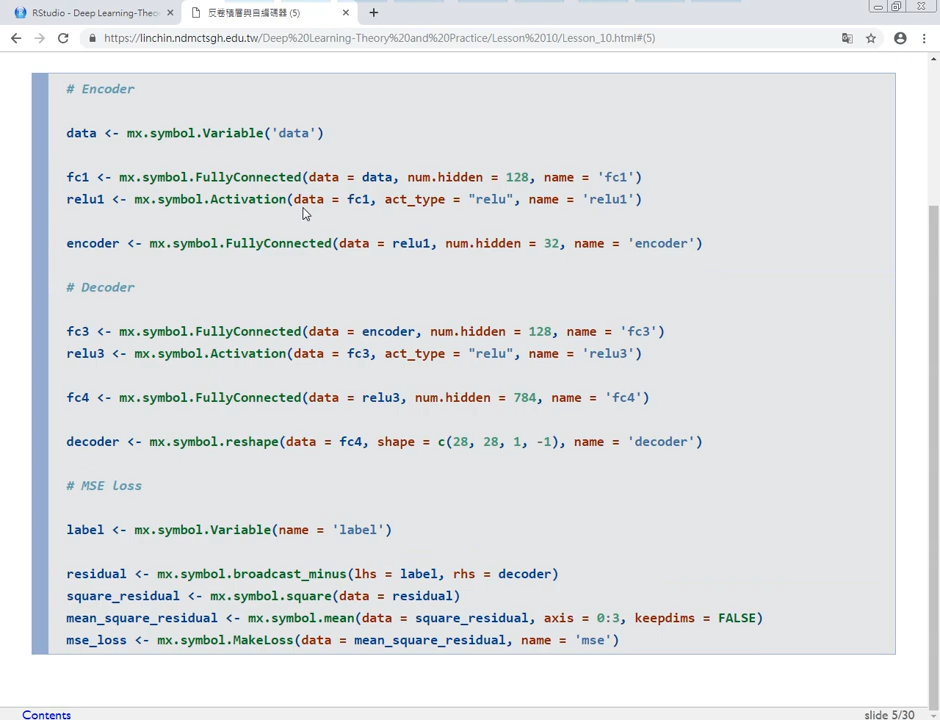 RStudio - Deep Learning-Theo
反卷積層與自編碼器 (5)
https://linchin.ndmctsgh.edu.tw/Deep%20Learning-Theory%20and%20Practice/Lesson%2010/Lesson_10.html#(5)
# Encoder
data <- mx.symbol.Variable('data')
fc1 <- mx.symbol.FullyConnected(data = data, num.hidden = 128, name = 'fc1')
relu1 <- mx.symbol.Activation(data = fc1, act_type = "relu", name = 'relu1')
encoder <- mx.symbol.FullyConnected(data = relu1, num.hidden = 32, name = 'encoder')
# Decoder
fc3 <- mx.symbol.FullyConnected(data = encoder, num.hidden = 128, name = 'fc3')
relu3 <- mx.symbol.Activation(data = fc3, act_type = "relu", name = 'relu3')
fc4 <- mx.symbol.FullyConnected(data = relu3, num.hidden = 784, name = 'fc4')
decoder <- mx.symbol.reshape(data = fc4, shape = c(28, 28, 1, -1), name = 'decoder')
# MSE loss
label <- mx.symbol.Variable(name = 'label')
residual <- mx.symbol.broadcast_minus(lhs = label, rhs = decoder)
square_residual <- mx.symbol.square(data = residual)
mean_square_residual <- mx.symbol.mean(data = square_residual, axis = 0:3, keepdims = FALSE)
mse_loss <- mx.symbol.MakeLoss(data = mean_square_residual, name = 'mse')
Contents
slide 5/30